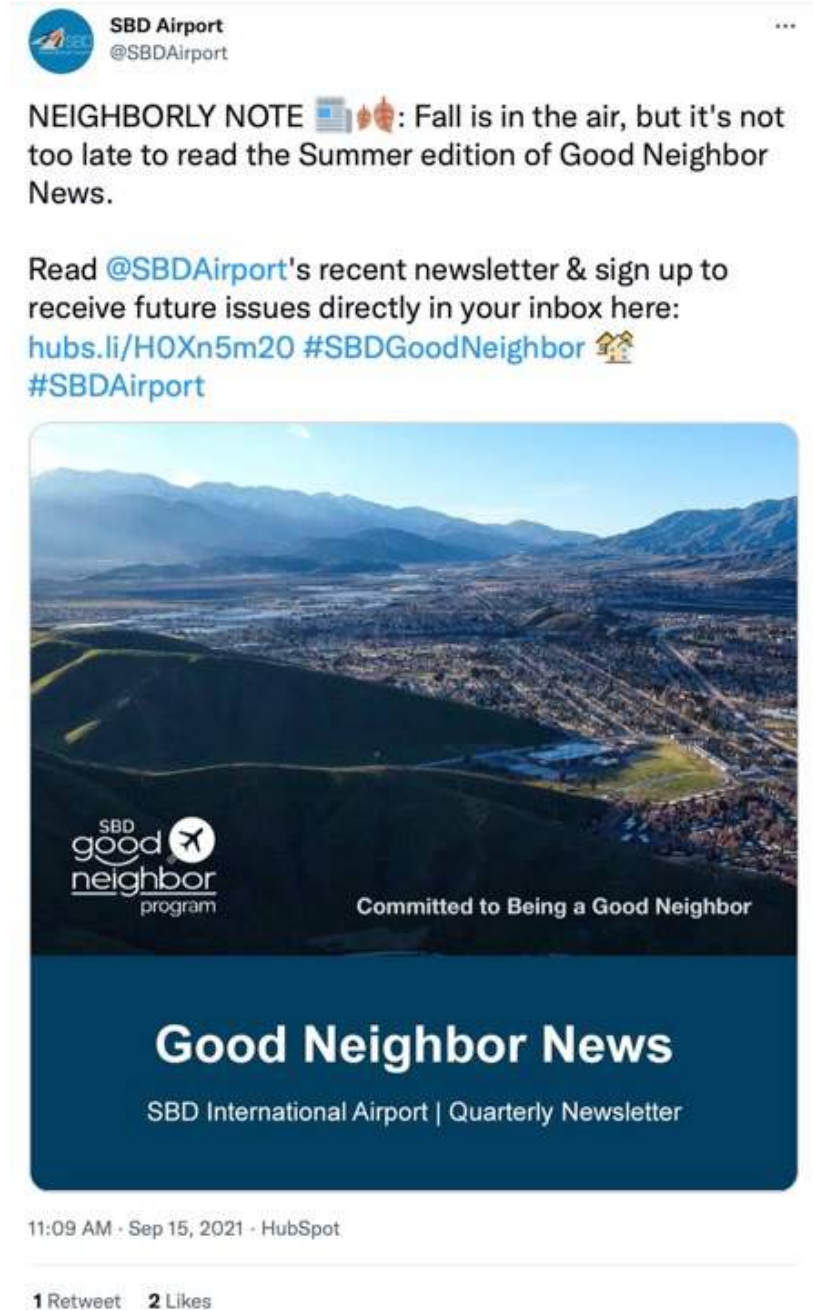 SBD Airport
@SBDAirport
NEIGHBORLY NOTE 📰🍂: Fall is in the air, but it's not
too late to read the Summer edition of Good Neighbor
News.
Read @SBDAirport's recent newsletter & sign up to
receive future issues directly in your inbox here:
hubs.li/H0Xn5m20 #SBDGoodNeighbor 🏘️
#SBDAirport
SBD
good
neighbor
program
Committed to Being a Good Neighbor
Good Neighbor News
SBD International Airport | Quarterly Newsletter
11:09 AM · Sep 15, 2021 · HubSpot
1 Retweet 2 Likes